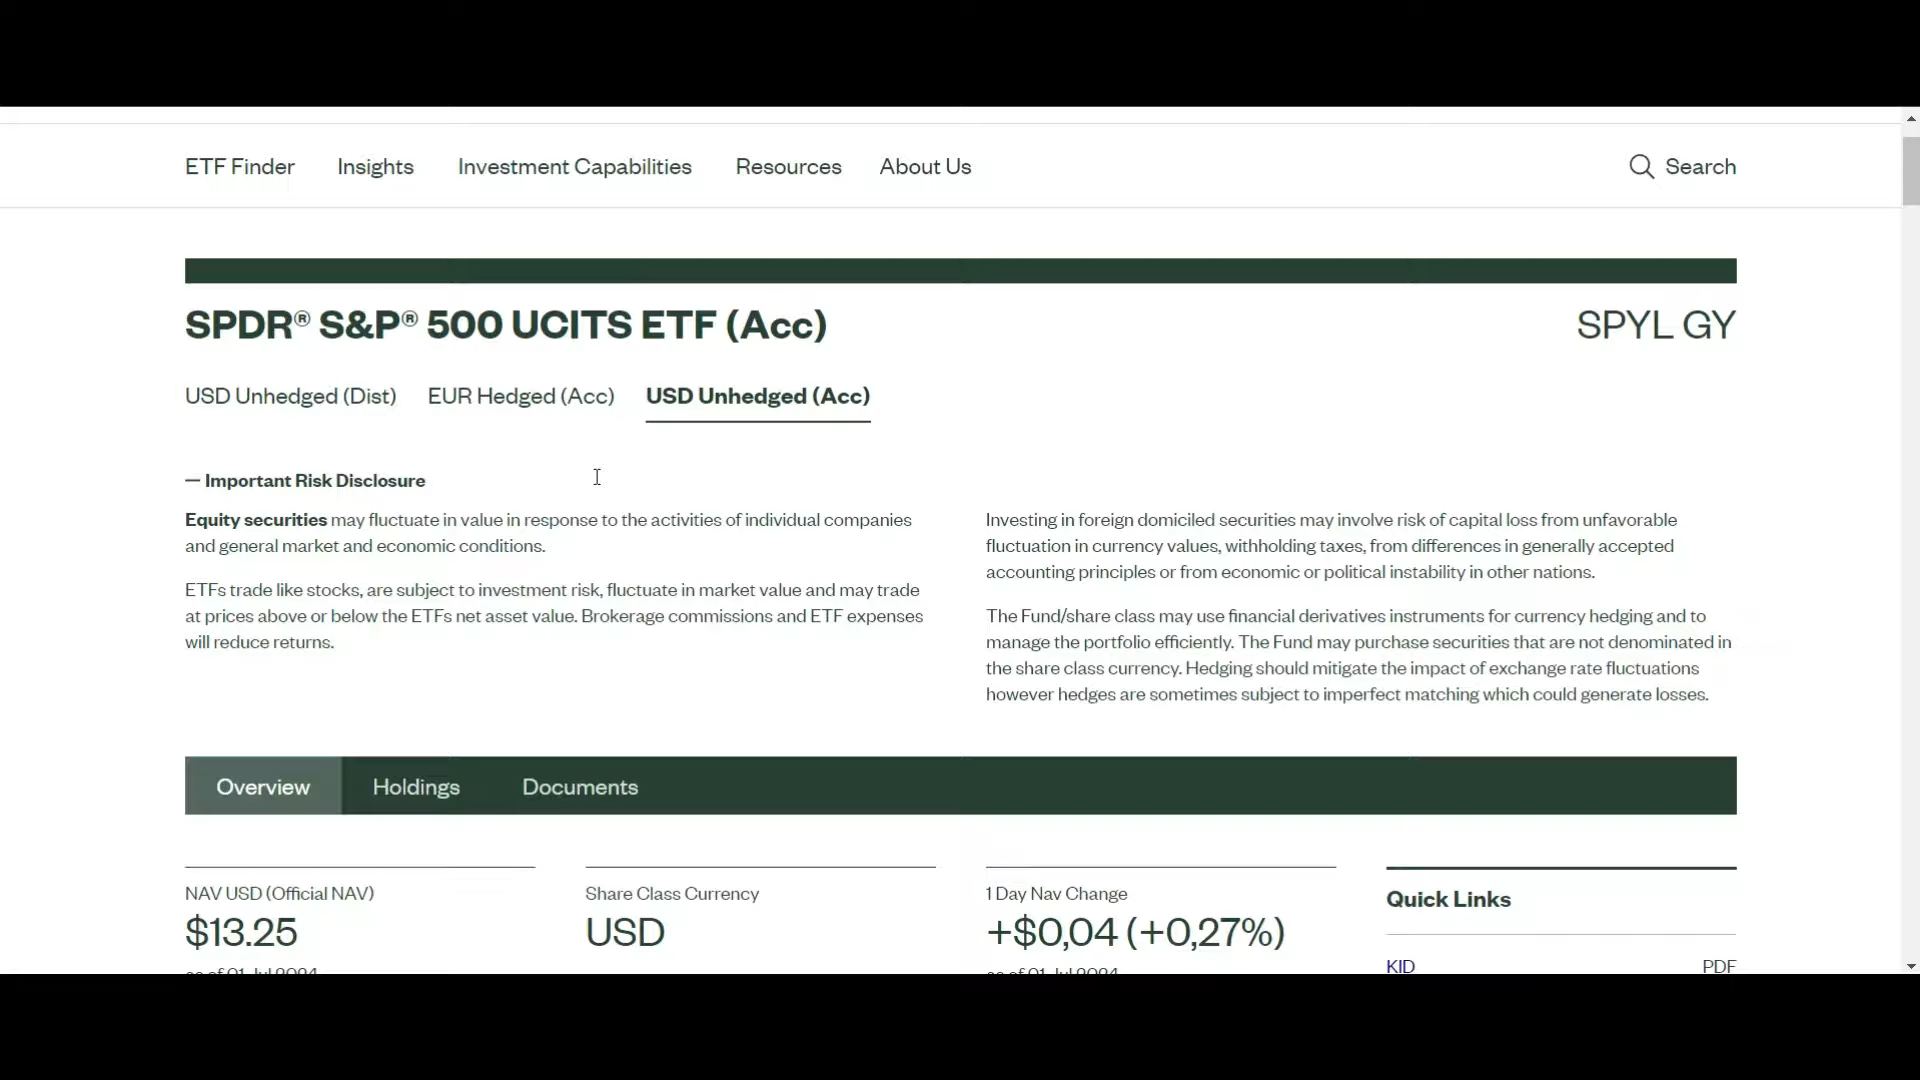 ETF Finder Insights Investment Capabilities Resources About Us Search
SPDR® S&P® 500 UCITS ETF (Acc) SPYL GY
USD Unhedged (Dist) EUR Hedged (Acc) USD Unhedged (Acc)
— Important Risk Disclosure
Equity securities may fluctuate in value in response to the activities of individual companies
and general market and economic conditions.
ETFs trade like stocks, are subject to investment risk, fluctuate in market value and may trade
at prices above or below the ETFs net asset value. Brokerage commissions and ETF expenses
will reduce returns.
Investing in foreign domiciled securities may involve risk of capital loss from unfavorable
fluctuation in currency values, withholding taxes, from differences in generally accepted
accounting principles or from economic or political instability in other nations.
The Fund/share class may use financial derivatives instruments for currency hedging and to
manage the portfolio efficiently. The Fund may purchase securities that are not denominated in
the share class currency. Hedging should mitigate the impact of exchange rate fluctuations
however hedges are sometimes subject to imperfect matching which could generate losses.
Overview Holdings Documents
NAV USD (Official NAV)
$13.25
as of 01 Jul 2024
Share Class Currency
USD
1 Day Nav Change
+$0,04 (+0,27%)
as of 01 Jul 2024
Quick Links
KID PDF